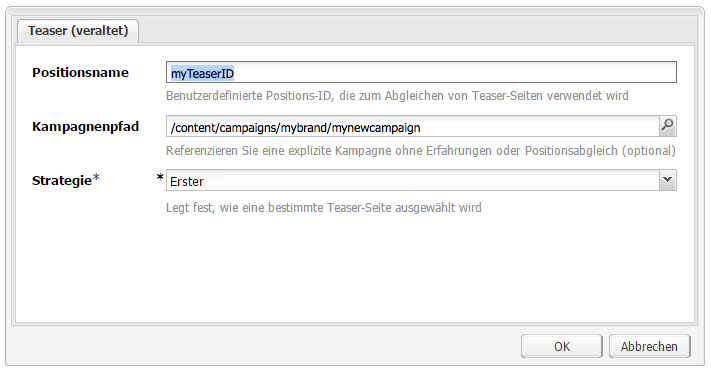 Teaser (veraltet)
Positionsname myTeaserID
Benutzerdefinierte Positions-ID, die zum Abgleichen von Teaser-Seiten verwendet wird
Kampagnenpfad /content/campaigns/mybrand/mynewcampaign
Referenzieren Sie eine explizite Kampagne ohne Erfahrungen oder Positionsabgleich (optional)
Strategie* * Erster
Legt fest, wie eine bestimmte Teaser-Seite ausgewählt wird
OK Abbrechen